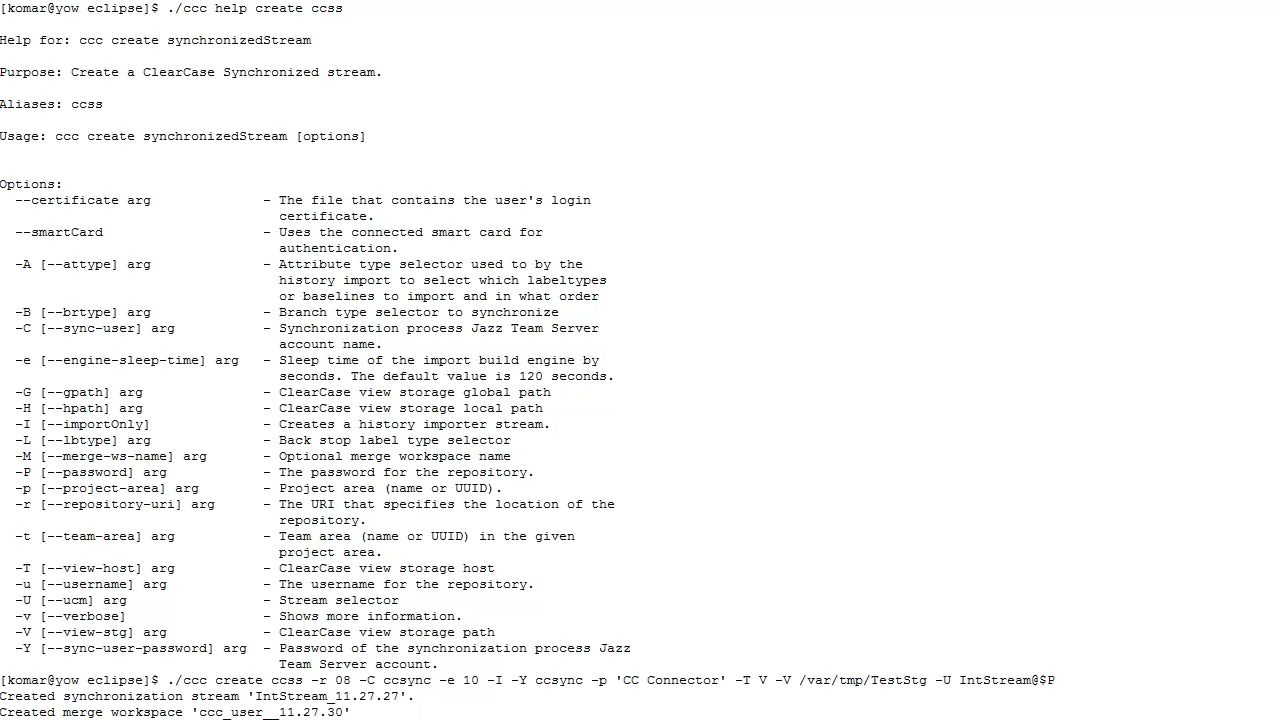 [komar@yow eclipse]$ ./ccc help create ccss
Help for: ccc create synchronizedStream
Purpose: Create a ClearCase Synchronized stream.
Aliases: ccss
Usage: ccc create synchronizedStream [options]
Options:
--certificate arg - The file that contains the user's login
certificate.
--smartCard - Uses the connected smart card for
authentication.
-A [--attype] arg - Attribute type selector used to by the
history import to select which labeltypes
or baselines to import and in what order
-B [--brtype] arg - Branch type selector to synchronize
-C [--sync-user] arg - Synchronization process Jazz Team Server
account name.
-e [--engine-sleep-time] arg - Sleep time of the import build engine by
seconds. The default value is 120 seconds.
-G [--gpath] arg - ClearCase view storage global path
-H [--hpath] arg - ClearCase view storage local path
-I [--importOnly] - Creates a history importer stream.
-L [--lbtype] arg - Back stop label type selector
-M [--merge-ws-name] arg - Optional merge workspace name
-P [--password] arg - The password for the repository.
-p [--project-area] arg - Project area (name or UUID).
-r [--repository-uri] arg - The URI that specifies the location of the
repository.
-t [--team-area] arg - Team area (name or UUID) in the given
project area.
-T [--view-host] arg - ClearCase view storage host
-u [--username] arg - The username for the repository.
-U [--ucm] arg - Stream selector
-v [--verbose] - Shows more information.
-V [--view-stg] arg - ClearCase view storage path
-Y [--sync-user-password] arg - Password of the synchronization process Jazz
Team Server account.
[komar@yow eclipse]$ ./ccc create ccss -r 08 -C ccsync -e 10 -I -Y ccsync -p 'CC Connector' -T V -V /var/tmp/TestStg -U IntStream@$P
Created synchronization stream 'IntStream_11.27.27'.
Created merge workspace 'ccc_user__11.27.30'